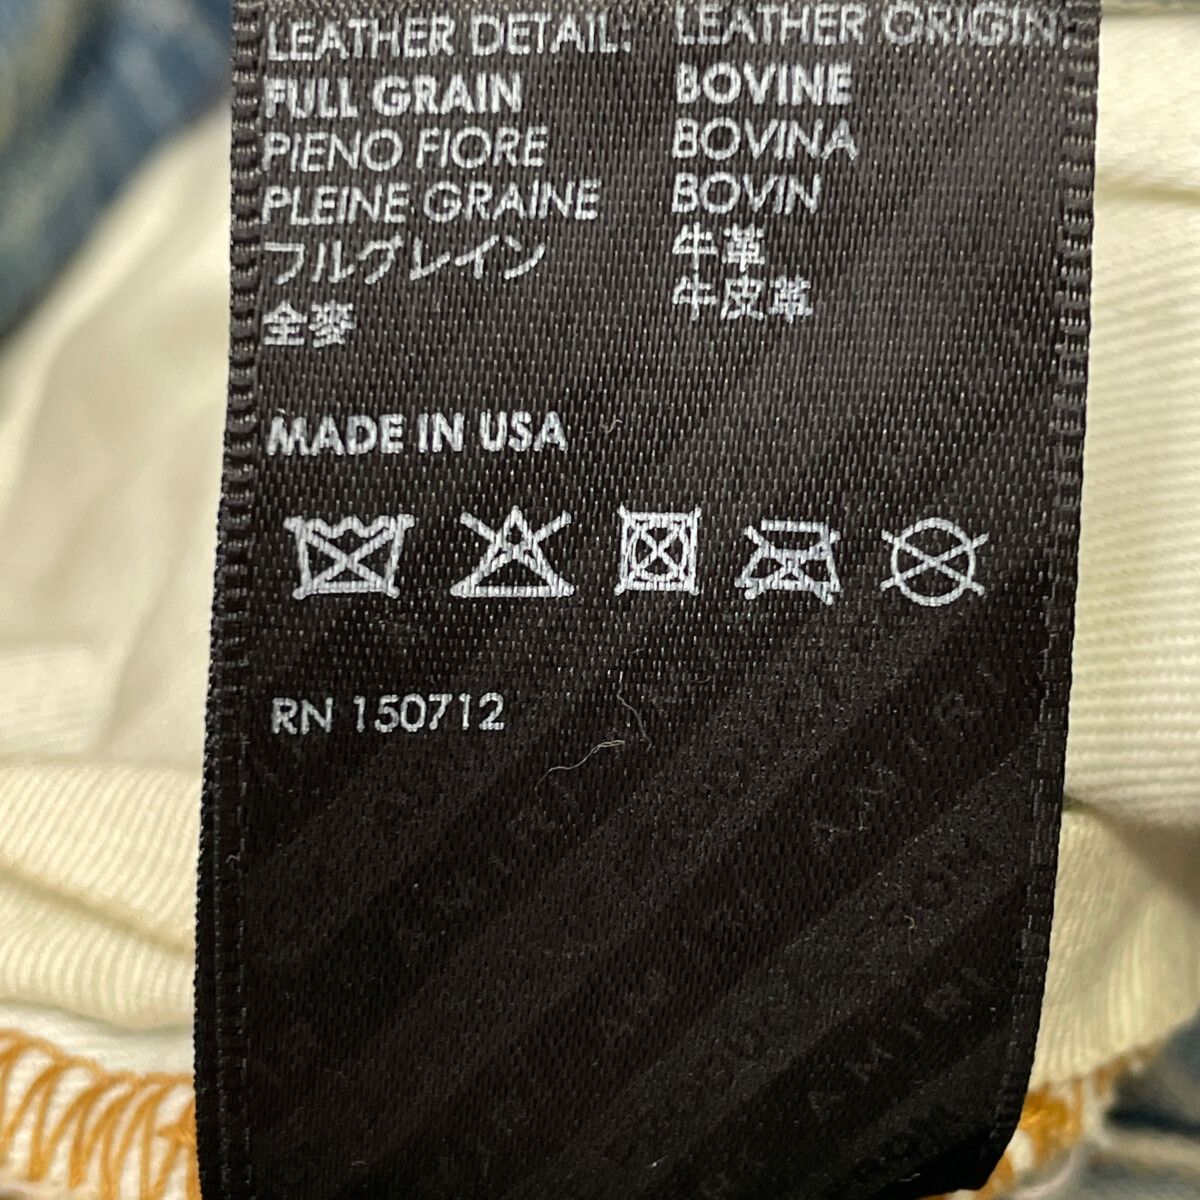 LEATHER DETAIL:
FULL GRAIN
PIENO FIORE
PLEINE GRAINE
フルグレイン
全麥
LEATHER ORIGIN:
BOVINE
BOVINA
BOVIN
牛革
牛皮革
MADE IN USA
RN 150712
AMIRI